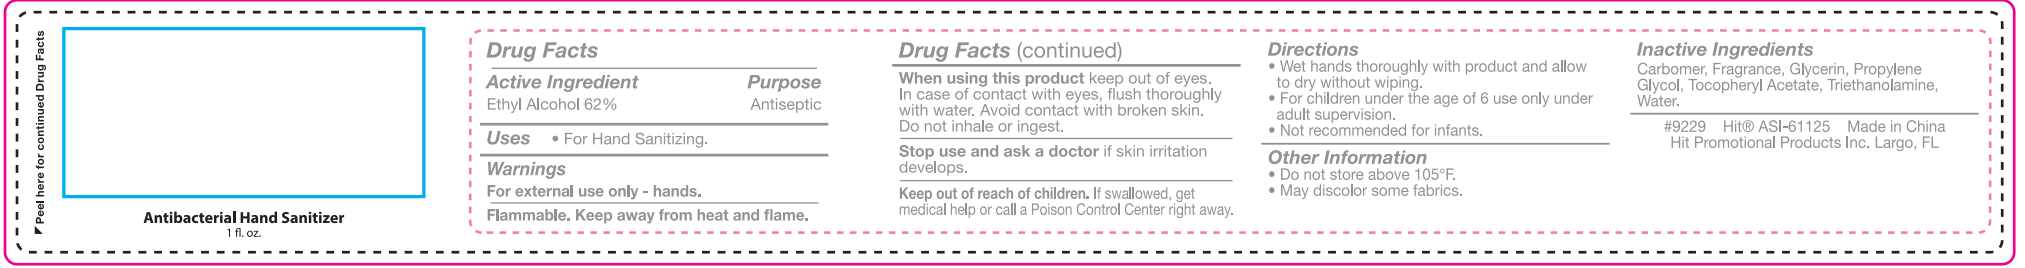 Peel here for continued Drug Facts
Antibacterial Hand Sanitizer
1 fl. oz.
Drug Facts
Active Ingredient Purpose
Ethyl Alcohol 62% Antiseptic
Uses • For Hand Sanitizing.
Warnings
For external use only - hands.
Flammable. Keep away from heat and flame.
Drug Facts (continued)
When using this product keep out of eyes.
In case of contact with eyes, flush thoroughly
with water. Avoid contact with broken skin.
Do not inhale or ingest.
Stop use and ask a doctor if skin irritation
develops.
Keep out of reach of children. If swallowed, get
medical help or call a Poison Control Center right away.
Directions
• Wet hands thoroughly with product and allow
to dry without wiping.
• For children under the age of 6 use only under
adult supervision.
• Not recommended for infants.
Other Information
• Do not store above 105°F.
• May discolor some fabrics.
Inactive Ingredients
Carbomer, Fragrance, Glycerin, Propylene
Glycol, Tocopheryl Acetate, Triethanolamine,
Water.
#9229 Hit® ASI-61125 Made in China
Hit Promotional Products Inc. Largo, FL